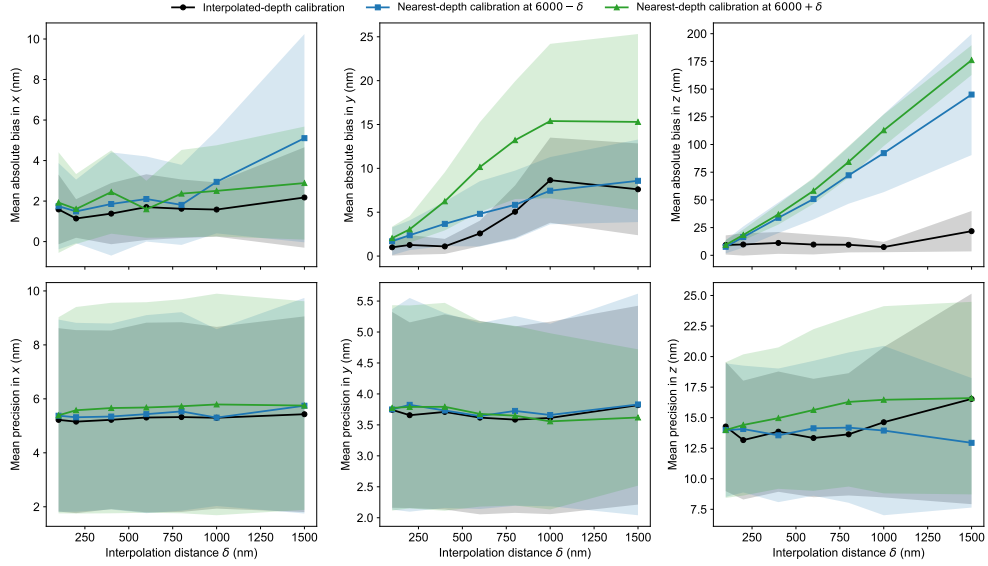 Interpolated-depth calibration
Nearest-depth calibration at 6000 − δ
Nearest-depth calibration at 6000 + δ
Mean absolute bias in x (nm)
10
8
6
4
2
0
Mean absolute bias in y (nm)
25
20
15
10
5
0
Mean absolute bias in z (nm)
200
175
150
125
100
75
50
25
0
Mean precision in x (nm)
10
8
6
4
2
250 500 750 1000 1250 1500
Interpolation distance δ (nm)
Mean precision in y (nm)
5.5
5.0
4.5
4.0
3.5
3.0
2.5
2.0
250 500 750 1000 1250 1500
Interpolation distance δ (nm)
Mean precision in z (nm)
25.0
22.5
20.0
17.5
15.0
12.5
10.0
7.5
250 500 750 1000 1250 1500
Interpolation distance δ (nm)